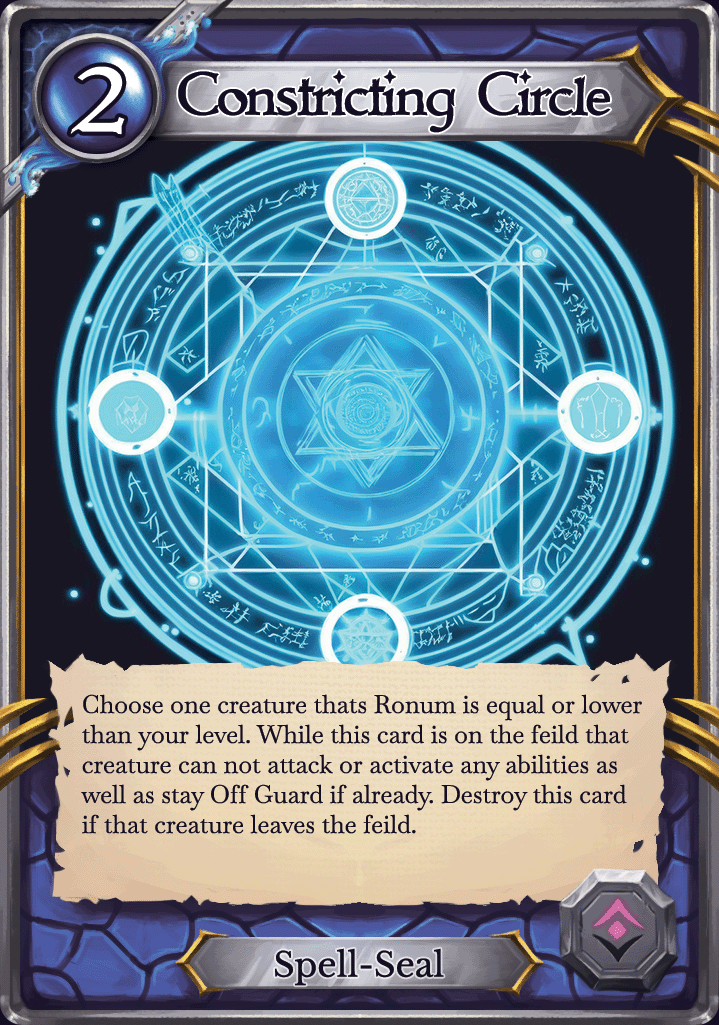 2
Constricting Circle
Choose one creature thats Ronum is equal or lower
than your level. While this card is on the feild that
creature can not attack or activate any abilities as
well as stay Off Guard if already. Destroy this card
if that creature leaves the feild.
Spell-Seal